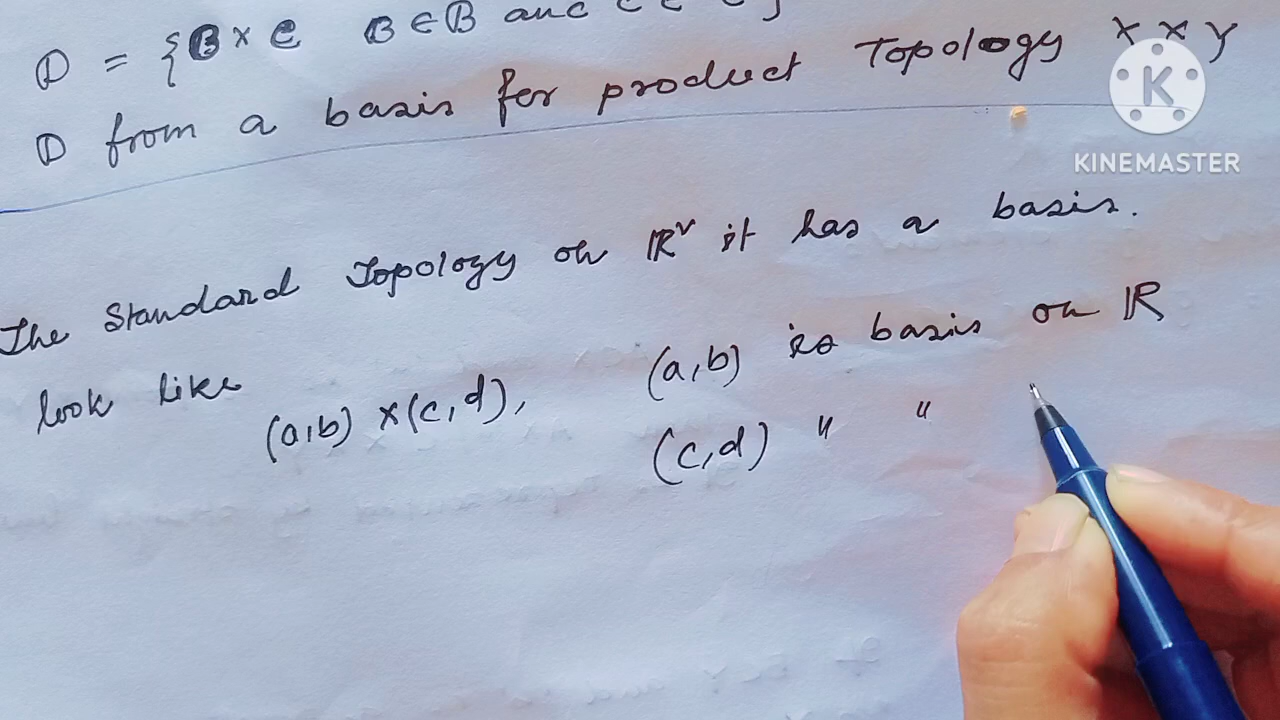 D = {B × C B ∈ B and C ∈ C}
D from a basis for product Topology X × Y
K
KINEMASTER
The Standard Topology on ℝ² it has a basis.
look like (a,b) × (c,d), (a,b) is basis on ℝ
(c,d) " "